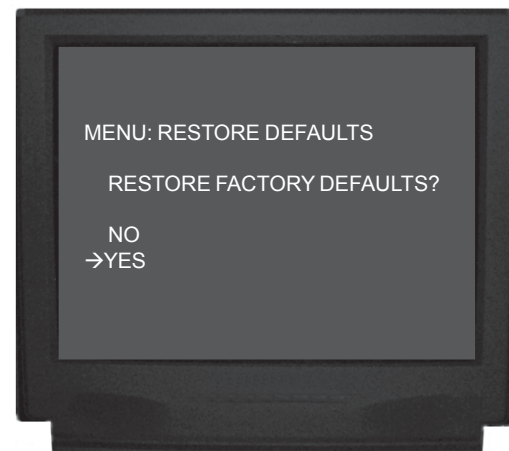 MENU: RESTORE DEFAULTS
RESTORE FACTORY DEFAULTS?
NO
→YES